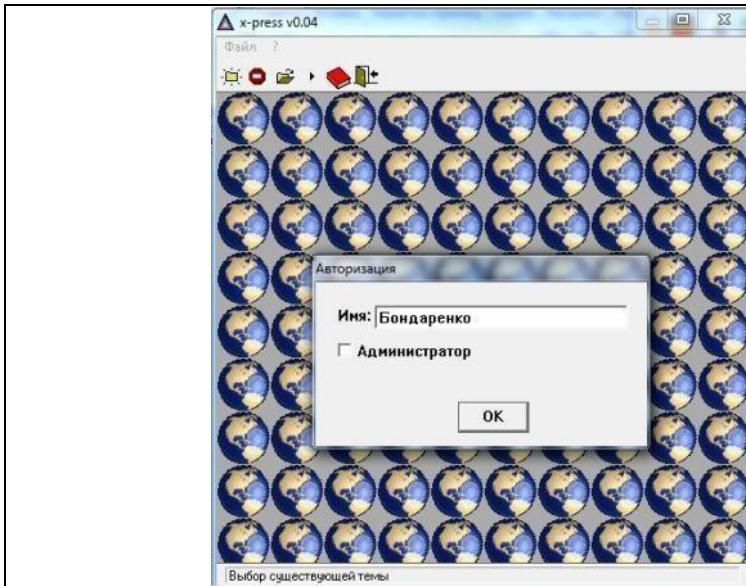 x-press v0.04
Файл ?
Авторизация
Имя: Бондаренко
Администратор
OK
Выбор существующей темы